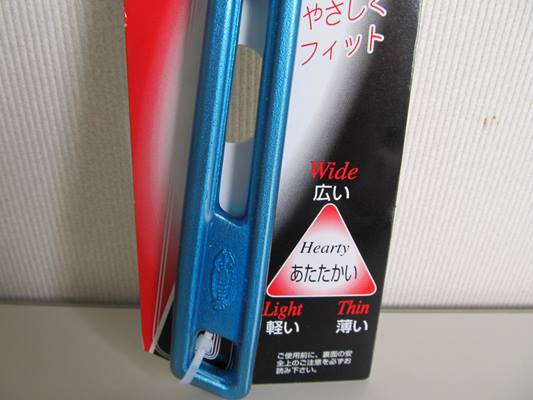 やさしく
フィット
Wide
広い
Hearty
あたたかい
Light
軽い
Thin
薄い
ご使用前に、裏面の安
全上のご注意を必ずお
読み下さい。